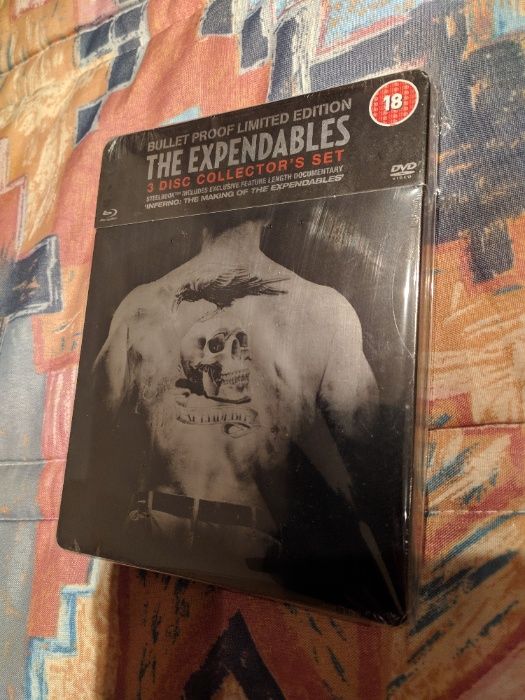 BULLET PROOF LIMITED EDITION
18
THE EXPENDABLES
3 DISC COLLECTOR'S SET
STEELBOOK™ INCLUDES EXCLUSIVE FEATURE LENGTH DOCUMENTARY
'INFERNO: THE MAKING OF THE EXPENDABLES'
DVD
VIDEO